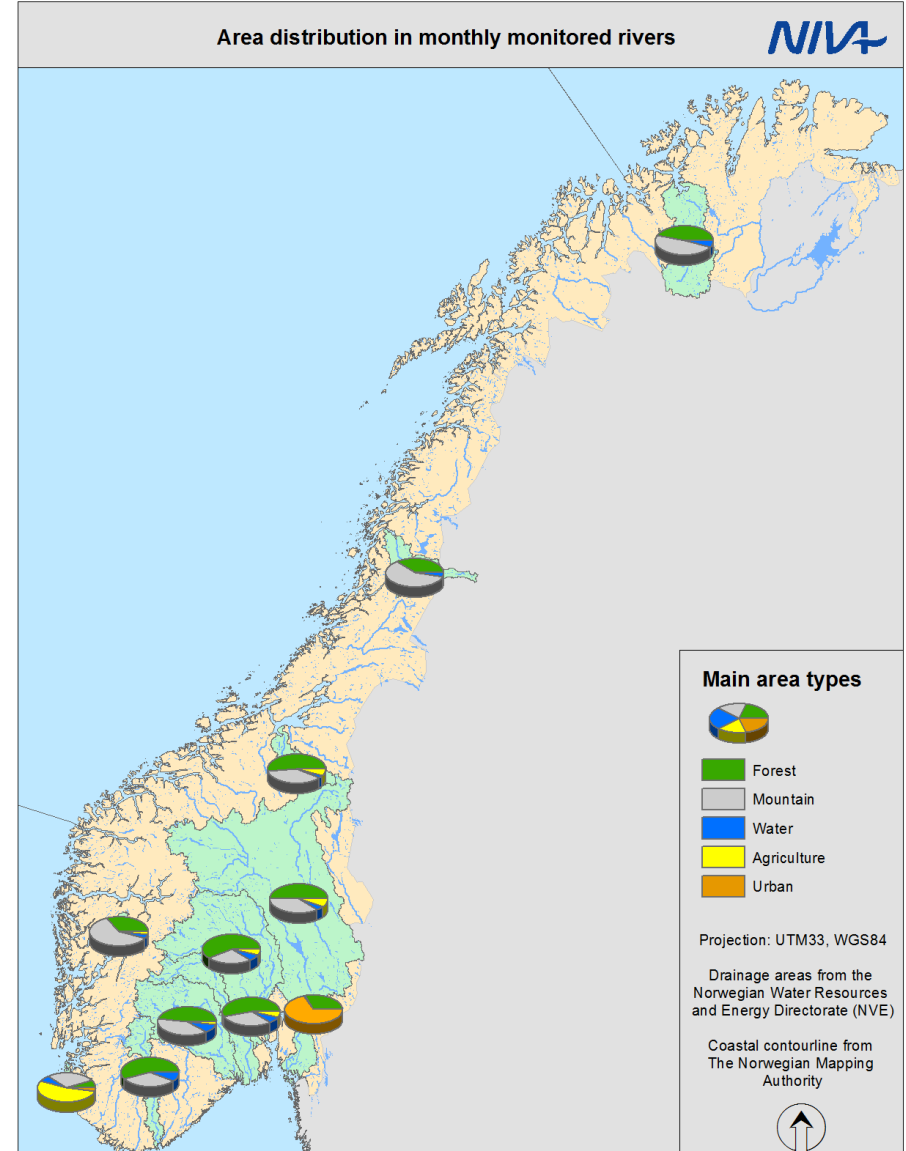 Area distribution in monthly monitored rivers
NIVA
Main area types
Forest
Mountain
Water
Agriculture
Urban
Projection: UTM33, WGS84
Drainage areas from the
Norwegian Water Resources
and Energy Directorate (NVE)
Coastal contourline from
The Norwegian Mapping
Authority